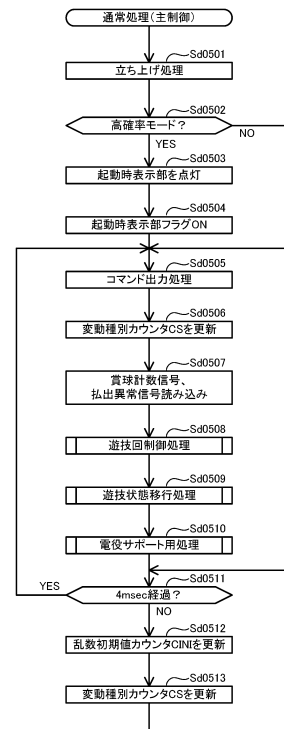 通常処理(主制御)
Sd0501
立ち上げ処理
Sd0502
高確率モード?
NO
YES
Sd0503
起動時表示部を点灯
Sd0504
起動時表示部フラグON
Sd0505
コマンド出力処理
Sd0506
変動種別カウンタCSを更新
Sd0507
賞球計数信号、
払出異常信号読み込み
Sd0508
遊技回制御処理
Sd0509
遊技状態移行処理
Sd0510
電役サポート用処理
Sd0511
YES
4msec経過?
NO
Sd0512
乱数初期値カウンタCINIを更新
Sd0513
変動種別カウンタCSを更新